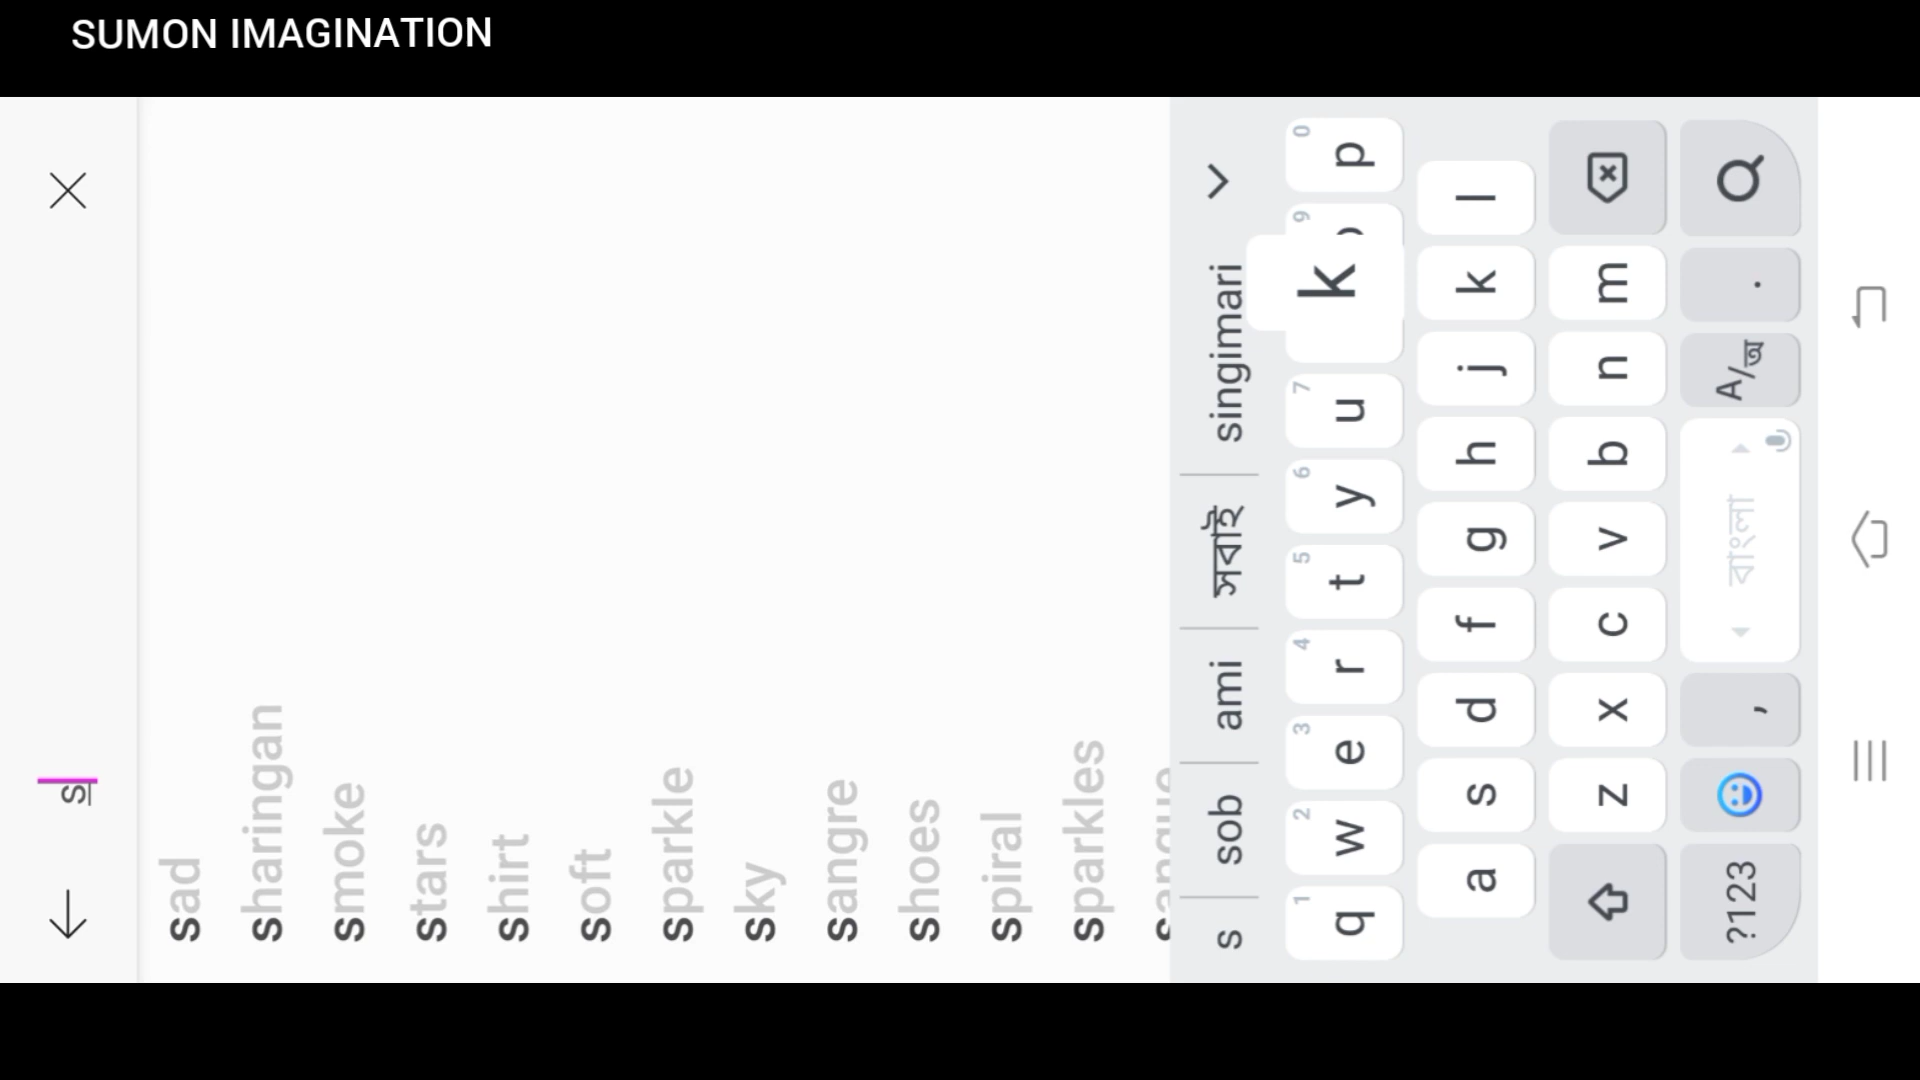 SUMON IMAGINATION
s
sad
sharingan
smoke
stars
shirt
soft
sparkle
sky
sangre
shoes
spiral
sparkles
s sob ami সবাই singimari
1 2 3 4 5 6 7 9 0
q w e r t y u p
k
a s d f g h j k l
z x c v b n m
?123 , বাংলা A/অ .